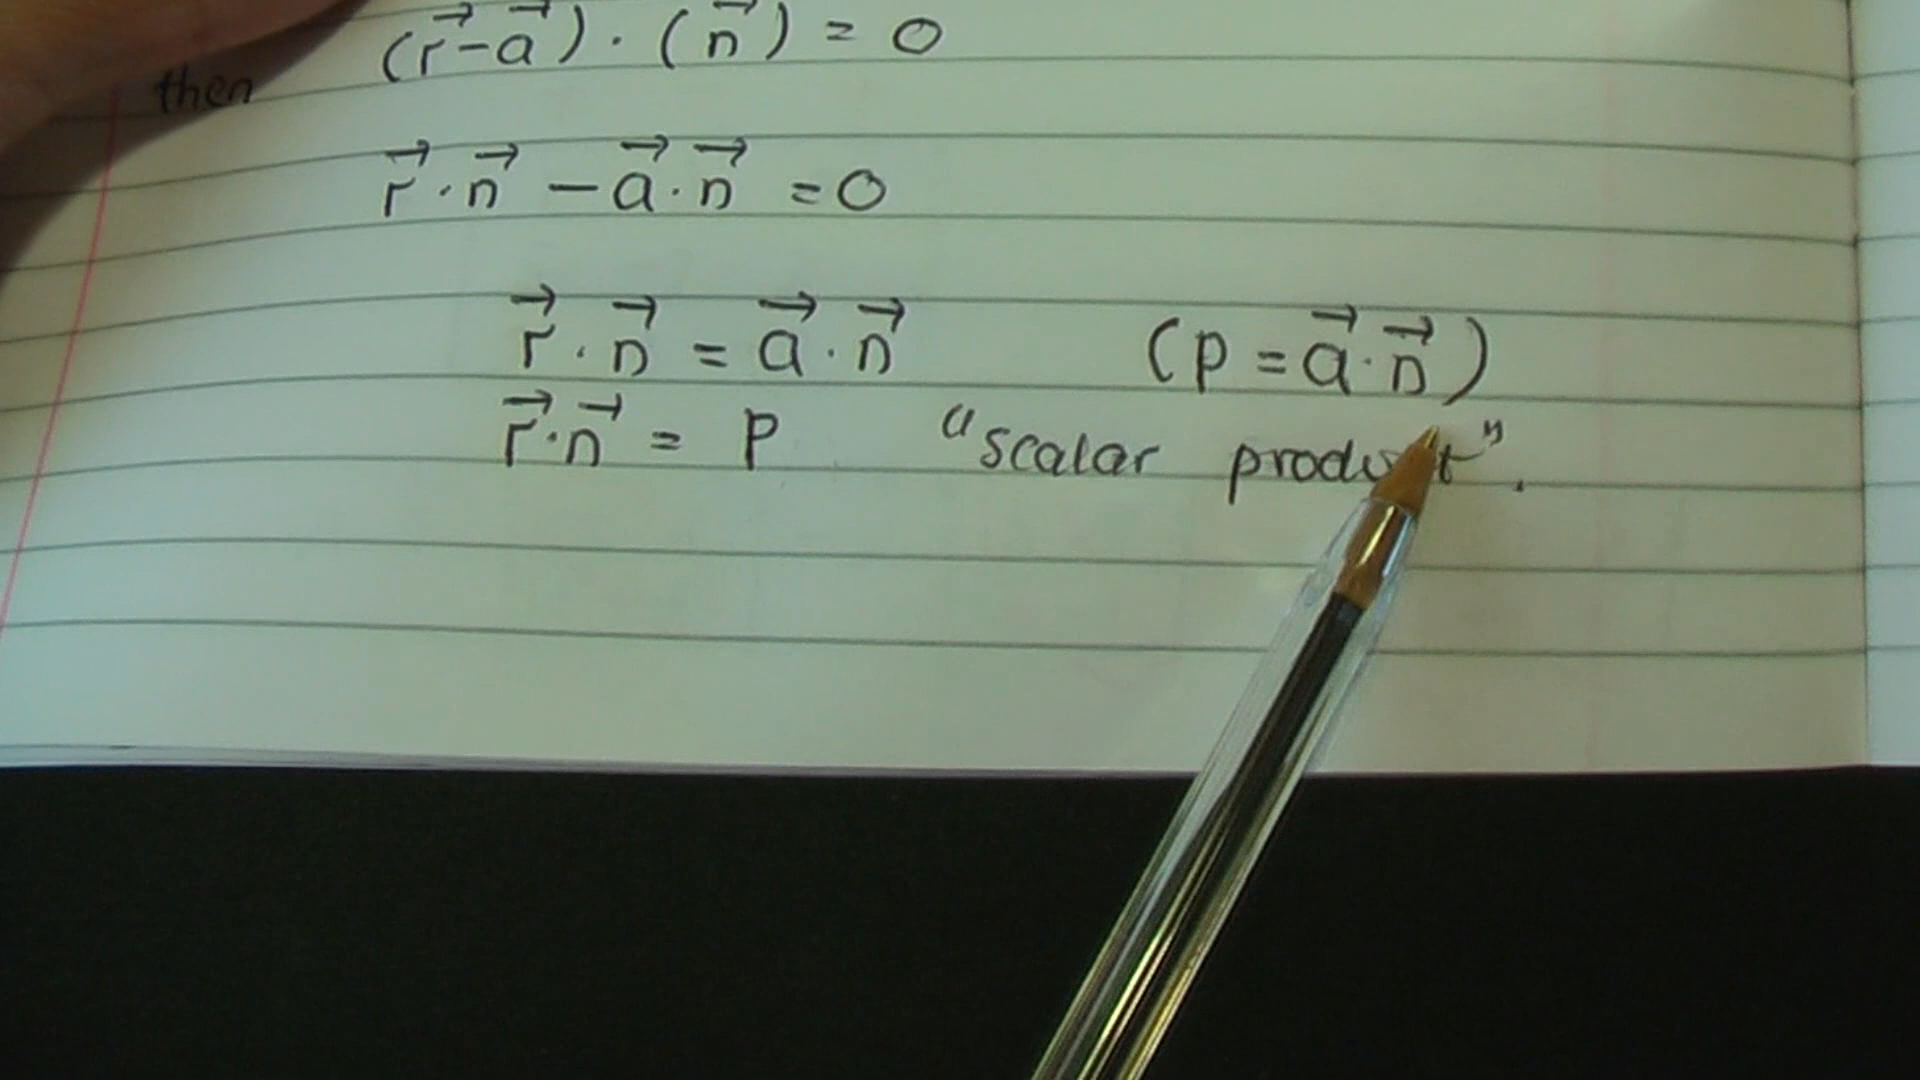 (r⃗-a⃗)·(n⃗) = 0
then
r⃗·n⃗ - a⃗·n⃗ = 0
r⃗·n⃗ = a⃗·n⃗ (p = a⃗·n⃗)
r⃗·n⃗ = p "scalar product".